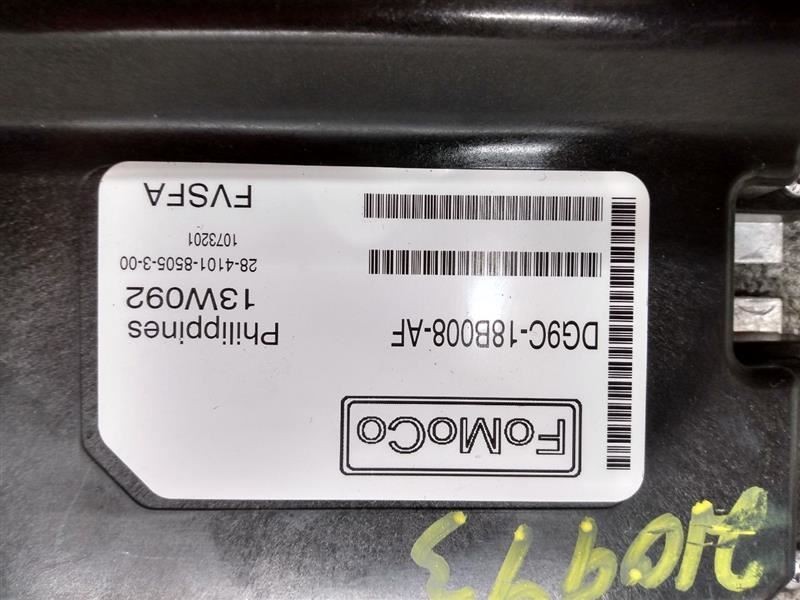 FoMoCo
DG9C-18B008-AF
Philippines
13W092
28-4101-8505-3-00
1073201
FVSFA